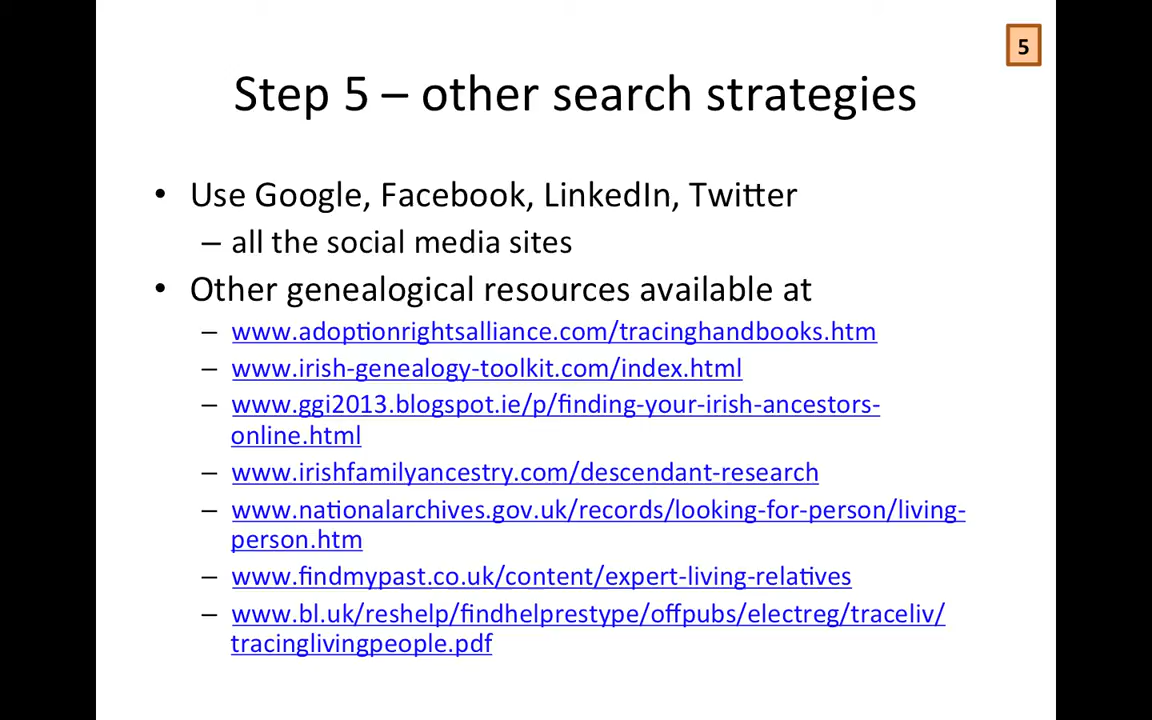 5
Step 5 – other search strategies
• Use Google, Facebook, LinkedIn, Twitter
– all the social media sites
• Other genealogical resources available at
– www.adoptionrightsalliance.com/tracinghandbooks.htm
– www.irish-genealogy-toolkit.com/index.html
– www.ggi2013.blogspot.ie/p/finding-your-irish-ancestors-
online.html
– www.irishfamilyancestry.com/descendant-research
– www.nationalarchives.gov.uk/records/looking-for-person/living-
person.htm
– www.findmypast.co.uk/content/expert-living-relatives
– www.bl.uk/reshelp/findhelprestype/offpubs/electreg/traceliv/
tracinglivingpeople.pdf